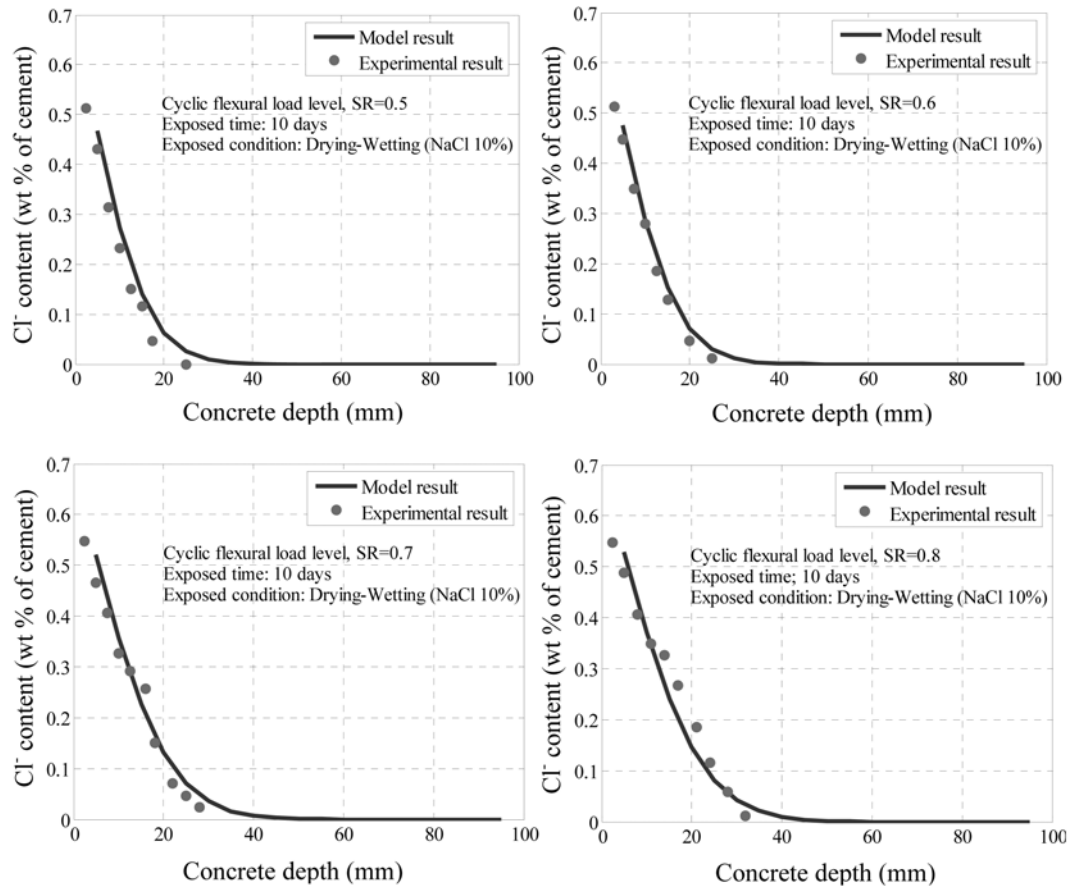 0.7
0.6
0.5
0.4
0.3
0.2
0.1
0
Cl⁻ content (wt % of cement)
Model result
Experimental result
Cyclic flexural load level, SR=0.5
Exposed time: 10 days
Exposed condition: Drying-Wetting (NaCl 10%)
0 20 40 60 80 100
Concrete depth (mm)
0.7
0.6
0.5
0.4
0.3
0.2
0.1
0
Cl⁻ content (wt % of cement)
Model result
Experimental result
Cyclic flexural load level, SR=0.6
Exposed time: 10 days
Exposed condition: Drying-Wetting (NaCl 10%)
0 20 40 60 80 100
Concrete depth (mm)
0.7
0.6
0.5
0.4
0.3
0.2
0.1
0
Cl⁻ content (wt % of cement)
Model result
Experimental result
Cyclic flexural load level, SR=0.7
Exposed time: 10 days
Exposed condition: Drying-Wetting (NaCl 10%)
0 20 40 60 80 100
Concrete depth (mm)
0.7
0.6
0.5
0.4
0.3
0.2
0.1
0
Cl⁻ content (wt % of cement)
Model result
Experimental result
Cyclic flexural load level, SR=0.8
Exposed time; 10 days
Exposed condition: Drying-Wetting (NaCl 10%)
0 20 40 60 80 100
Concrete depth (mm)